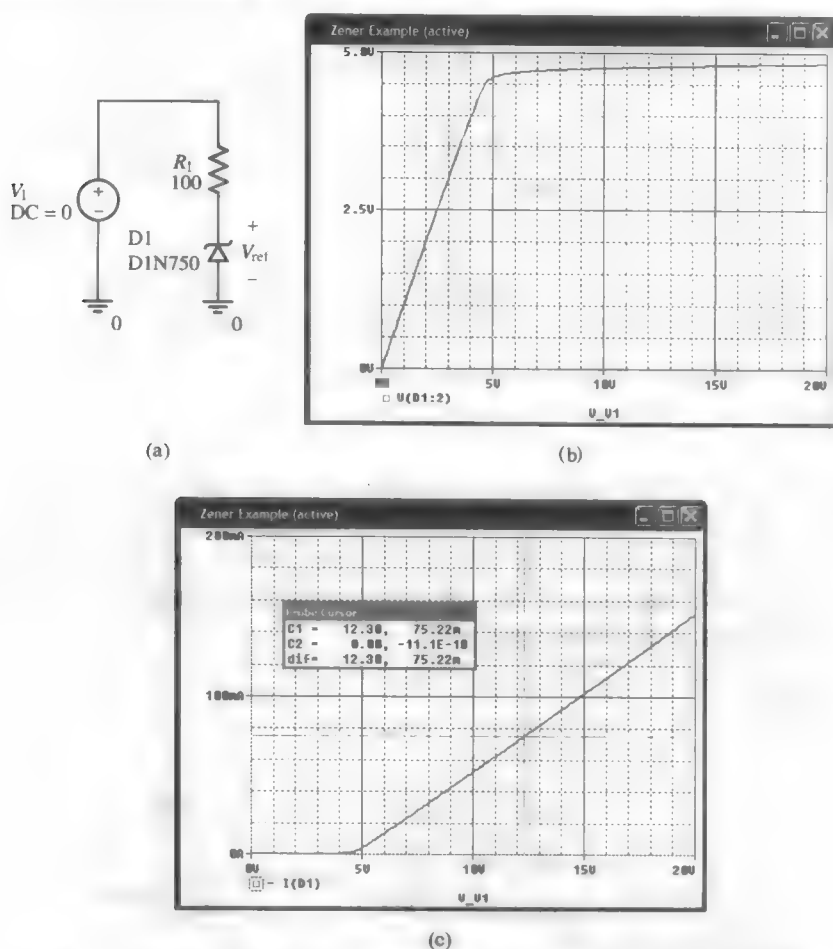 Zener Example (active)
5.0V
2.5V
0V
5V
10V
15V
20V
V(D1:2)
V_V1
R1
100
V1
DC = 0
+
−
D1
D1N750
+
Vref
−
0
0
(a)
(b)
Zener Example (active)
200mA
Probe Cursor
C1 = 12.30, 75.22m
C2 = 0.00, -11.1E-10
dif= 12.30, 75.22m
100mA
0A
0V
5V
10V
15V
20V
- I(D1)
V_V1
(c)